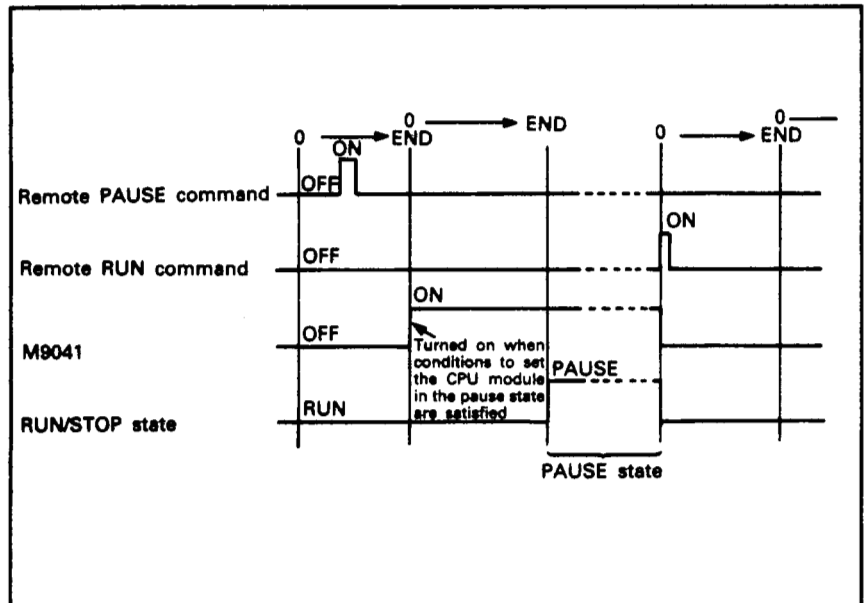 0 END 0 END 0 END 0
ON
Remote PAUSE command OFF
ON
Remote RUN command OFF
ON
M9041 OFF
Turned on when
conditions to set
the CPU module
in the pause state
are satisfied
PAUSE
RUN/STOP state RUN
PAUSE state